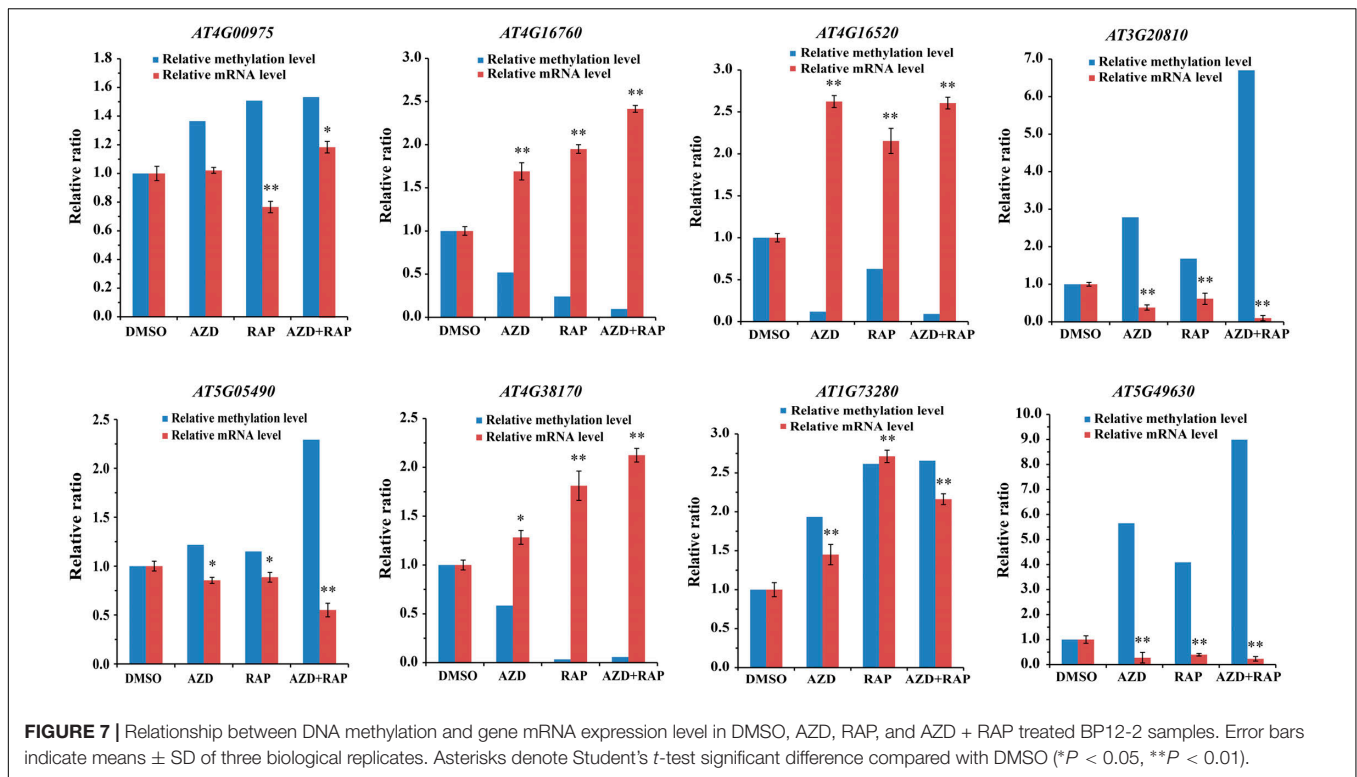 AT4G00975
Relative methylation level
Relative mRNA level
Relative ratio
1.8
1.6
1.4
1.2
1.0
0.8
0.6
0.4
0.2
0.0
**
*
DMSO AZD RAP AZD+RAP
AT4G16760
Relative methylation level
Relative mRNA level
Relative ratio
3.0
2.5
2.0
1.5
1.0
0.5
0.0
**
**
**
DMSO AZD RAP AZD+RAP
AT4G16520
Relative methylation level
Relative mRNA level
Relative ratio
3.0
2.5
2.0
1.5
1.0
0.5
0.0
**
**
**
DMSO AZD RAP AZD+RAP
AT3G20810
Relative methylation level
Relative mRNA level
Relative ratio
7.0
6.0
5.0
4.0
3.0
2.0
1.0
0.0
**
**
**
DMSO AZD RAP AZD+RAP
AT5G05490
Relative methylation level
Relative mRNA level
Relative ratio
2.5
2.0
1.5
1.0
0.5
0.0
*
*
**
DMSO AZD RAP AZD+RAP
AT4G38170
Relative methylation level
Relative mRNA level
Relative ratio
2.5
2.0
1.5
1.0
0.5
0.0
*
**
**
DMSO AZD RAP AZD+RAP
AT1G73280
Relative methylation level
Relative mRNA level
Relative ratio
3.0
2.5
2.0
1.5
1.0
0.5
0.0
**
**
**
DMSO AZD RAP AZD+RAP
AT5G49630
Relative methylation level
Relative mRNA level
Relative ratio
10.0
9.0
8.0
7.0
6.0
5.0
4.0
3.0
2.0
1.0
0.0
**
**
**
DMSO AZD RAP AZD+RAP
FIGURE 7 | Relationship between DNA methylation and gene mRNA expression level in DMSO, AZD, RAP, and AZD + RAP treated BP12-2 samples. Error bars
indicate means ± SD of three biological replicates. Asterisks denote Student's t-test significant difference compared with DMSO (*P < 0.05, **P < 0.01).